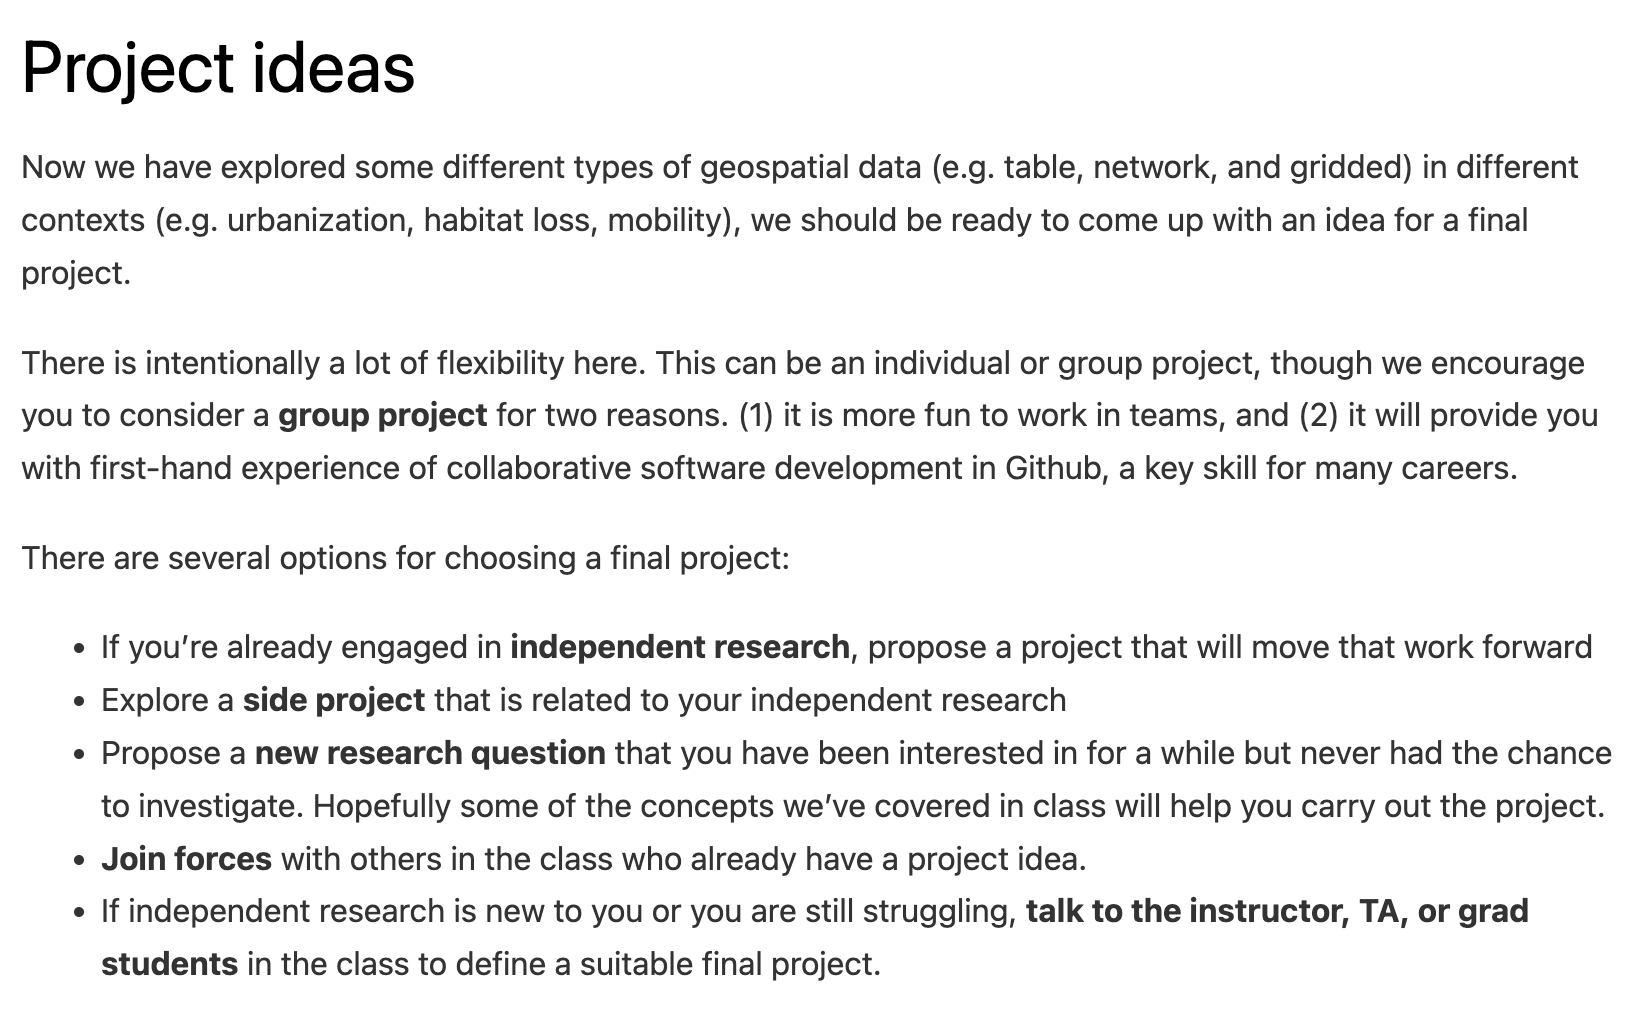 Project ideas
Now we have explored some different types of geospatial data (e.g. table, network, and gridded) in different
contexts (e.g. urbanization, habitat loss, mobility), we should be ready to come up with an idea for a final
project.
There is intentionally a lot of flexibility here. This can be an individual or group project, though we encourage
you to consider a group project for two reasons. (1) it is more fun to work in teams, and (2) it will provide you
with first-hand experience of collaborative software development in Github, a key skill for many careers.
There are several options for choosing a final project:
• If you’re already engaged in independent research, propose a project that will move that work forward
• Explore a side project that is related to your independent research
• Propose a new research question that you have been interested in for a while but never had the chance
to investigate. Hopefully some of the concepts we’ve covered in class will help you carry out the project.
• Join forces with others in the class who already have a project idea.
• If independent research is new to you or you are still struggling, talk to the instructor, TA, or grad
students in the class to define a suitable final project.